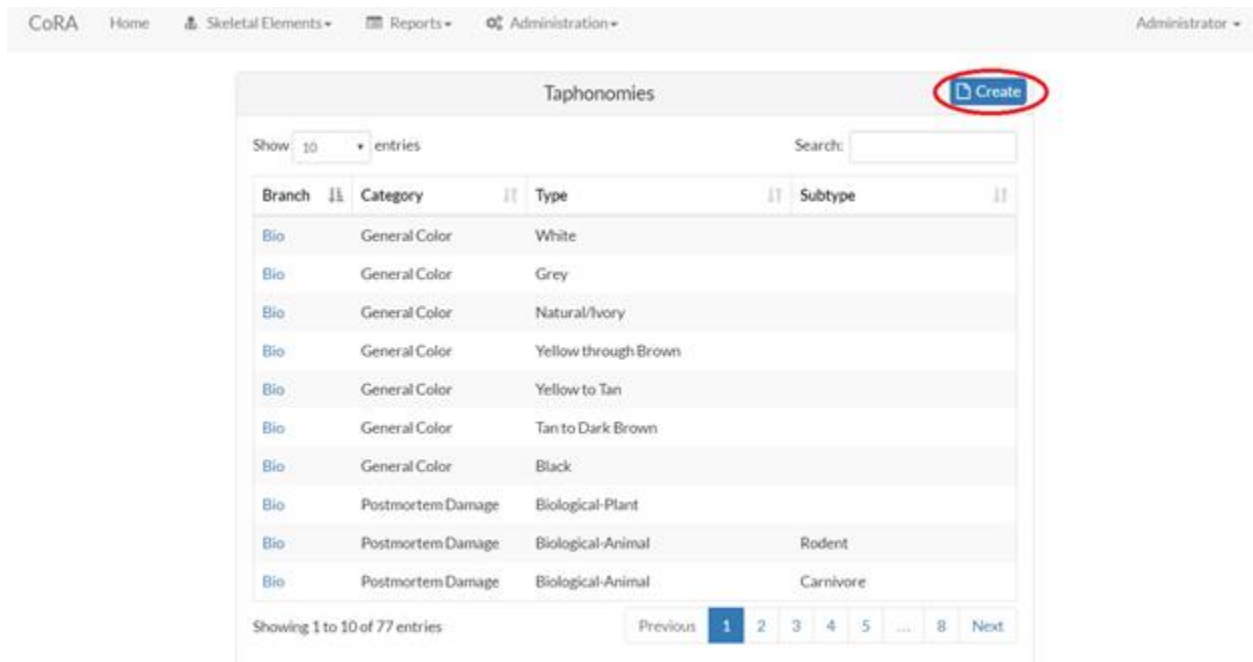 CoRA Home Skeletal Elements Reports Administration Administrator
Taphonomies Create
Show 10 entries Search:
Branch Category Type Subtype
Bio General Color White
Bio General Color Grey
Bio General Color Natural/Ivory
Bio General Color Yellow through Brown
Bio General Color Yellow to Tan
Bio General Color Tan to Dark Brown
Bio General Color Black
Bio Postmortem Damage Biological-Plant
Bio Postmortem Damage Biological-Animal Rodent
Bio Postmortem Damage Biological-Animal Carnivore
Showing 1 to 10 of 77 entries Previous 1 2 3 4 5 ... 8 Next